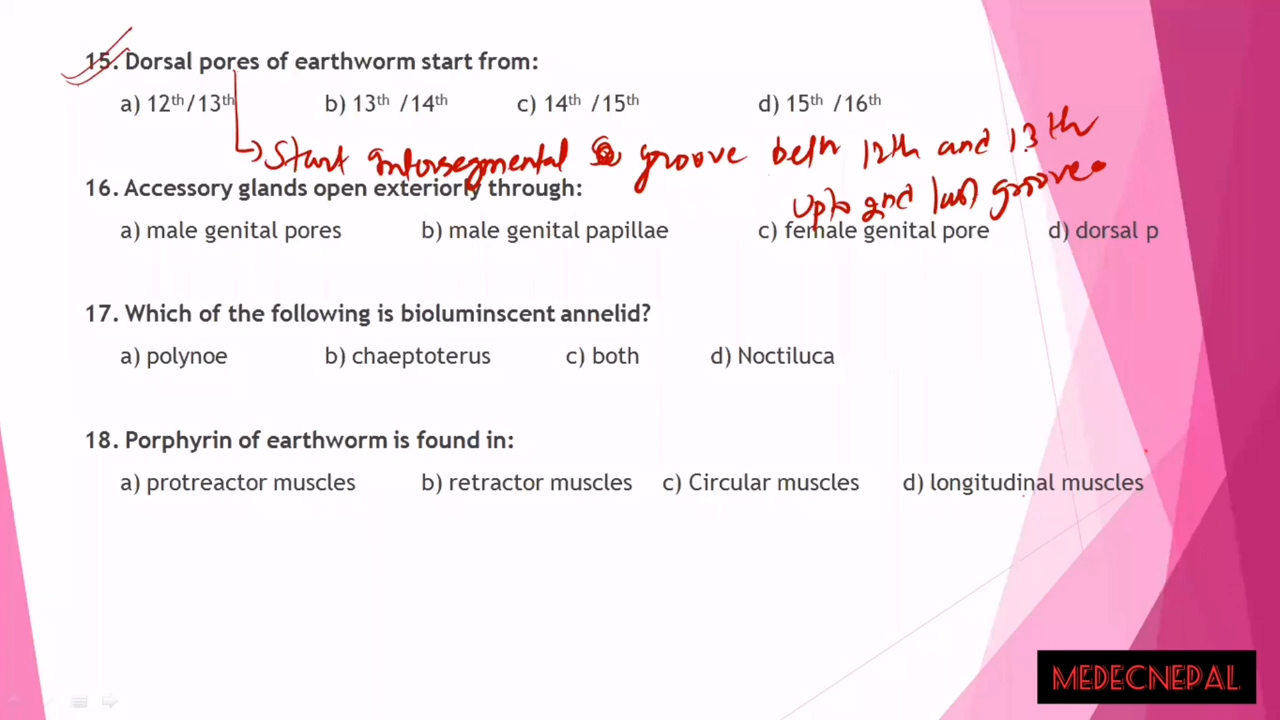 15. Dorsal pores of earthworm start from:
a) 12th/13th b) 13th /14th c) 14th /15th d) 15th /16th
Start intersegmental groove betn 12th and 13th
upto 2nd last groove
16. Accessory glands open exteriorly through:
a) male genital pores b) male genital papillae c) female genital pore d) dorsal p
17. Which of the following is bioluminscent annelid?
a) polynoe b) chaeptoterus c) both d) Noctiluca
18. Porphyrin of earthworm is found in:
a) protreactor muscles b) retractor muscles c) Circular muscles d) longitudinal muscles
MEDECNEPAL